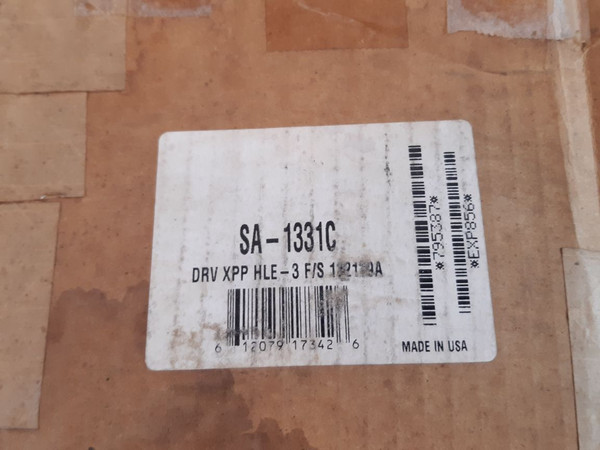 SA-1331C
DRV XPP HLE-3 F/S
6 12079 17342 6
MADE IN USA
*795387*
*EXP856*